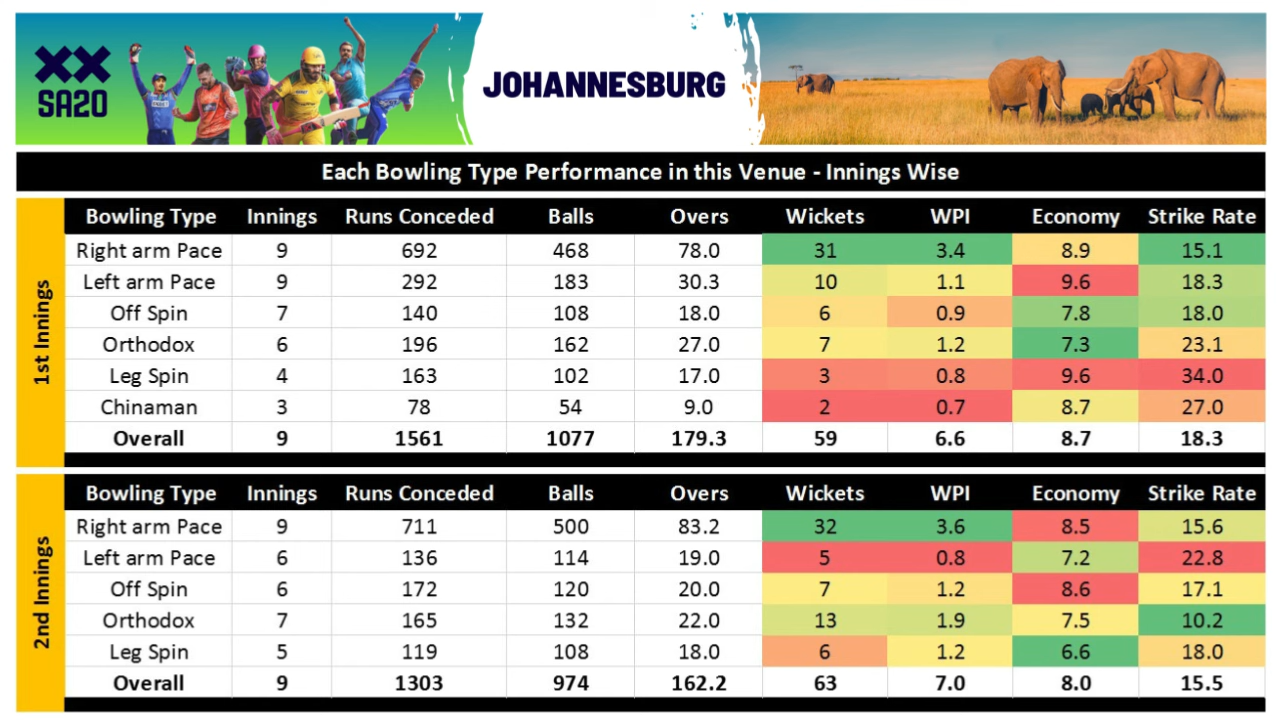 SA20
JOHANNESBURG
Each Bowling Type Performance in this Venue - Innings Wise
1st Innings
Bowling Type Innings Runs Conceded Balls Overs Wickets WPI Economy Strike Rate
Right arm Pace 9 692 468 78.0 31 3.4 8.9 15.1
Left arm Pace 9 292 183 30.3 10 1.1 9.6 18.3
Off Spin 7 140 108 18.0 6 0.9 7.8 18.0
Orthodox 6 196 162 27.0 7 1.2 7.3 23.1
Leg Spin 4 163 102 17.0 3 0.8 9.6 34.0
Chinaman 3 78 54 9.0 2 0.7 8.7 27.0
Overall 9 1561 1077 179.3 59 6.6 8.7 18.3
2nd Innings
Bowling Type Innings Runs Conceded Balls Overs Wickets WPI Economy Strike Rate
Right arm Pace 9 711 500 83.2 32 3.6 8.5 15.6
Left arm Pace 6 136 114 19.0 5 0.8 7.2 22.8
Off Spin 6 172 120 20.0 7 1.2 8.6 17.1
Orthodox 7 165 132 22.0 13 1.9 7.5 10.2
Leg Spin 5 119 108 18.0 6 1.2 6.6 18.0
Overall 9 1303 974 162.2 63 7.0 8.0 15.5